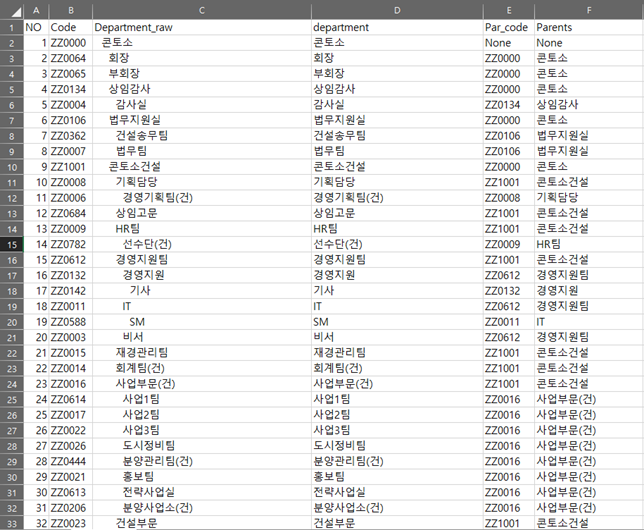 A B C D E F
1 NO Code Department_raw department Par_code Parents
2 1 ZZ0000 콘토소 콘토소 None None
3 2 ZZ0064 회장 회장 ZZ0000 콘토소
4 3 ZZ0065 부회장 부회장 ZZ0000 콘토소
5 4 ZZ0134 상임감사 상임감사 ZZ0000 콘토소
6 5 ZZ0004 감사실 감사실 ZZ0134 상임감사
7 6 ZZ0106 법무지원실 법무지원실 ZZ0000 콘토소
8 7 ZZ0362 건설송무팀 건설송무팀 ZZ0106 법무지원실
9 8 ZZ0007 법무팀 법무팀 ZZ0106 법무지원실
10 9 ZZ1001 콘토소건설 콘토소건설 ZZ0000 콘토소
11 10 ZZ0008 기획담당 기획담당 ZZ1001 콘토소건설
12 11 ZZ0006 경영기획팀(건) 경영기획팀(건) ZZ0008 기획담당
13 12 ZZ0684 상임고문 상임고문 ZZ1001 콘토소건설
14 13 ZZ0009 HR팀 HR팀 ZZ1001 콘토소건설
15 14 ZZ0782 선수단(건) 선수단(건) ZZ0009 HR팀
16 15 ZZ0612 경영지원팀 경영지원팀 ZZ1001 콘토소건설
17 16 ZZ0132 경영지원 경영지원 ZZ0612 경영지원팀
18 17 ZZ0142 기사 기사 ZZ0132 경영지원
19 18 ZZ0011 IT IT ZZ0612 경영지원팀
20 19 ZZ0588 SM SM ZZ0011 IT
21 20 ZZ0003 비서 비서 ZZ0612 경영지원팀
22 21 ZZ0015 재경관리팀 재경관리팀 ZZ1001 콘토소건설
23 22 ZZ0014 회계팀(건) 회계팀(건) ZZ1001 콘토소건설
24 23 ZZ0016 사업부문(건) 사업부문(건) ZZ1001 콘토소건설
25 24 ZZ0614 사업1팀 사업1팀 ZZ0016 사업부문(건)
26 25 ZZ0017 사업2팀 사업2팀 ZZ0016 사업부문(건)
27 26 ZZ0022 사업3팀 사업3팀 ZZ0016 사업부문(건)
28 27 ZZ0026 도시정비팀 도시정비팀 ZZ0016 사업부문(건)
29 28 ZZ0444 분양관리팀(건) 분양관리팀(건) ZZ0016 사업부문(건)
30 29 ZZ0021 홍보팀 홍보팀 ZZ0016 사업부문(건)
31 30 ZZ0613 전략사업실 전략사업실 ZZ0016 사업부문(건)
32 31 ZZ0206 분양사업소(건) 분양사업소(건) ZZ0016 사업부문(건)
33 32 ZZ0023 건설부문 건설부문 ZZ1001 콘토소건설